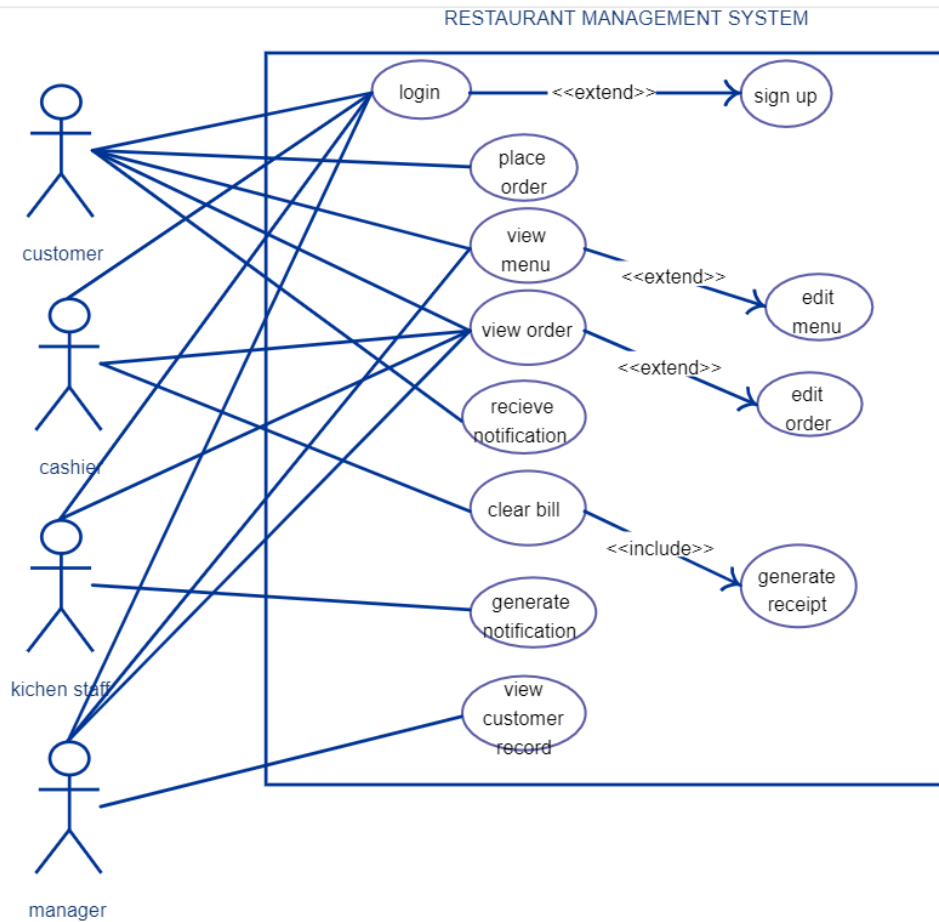 RESTAURANT MANAGEMENT SYSTEM
login
<<extend>>
sign up
place
order
customer
view
menu
<<extend>>
edit
menu
view order
<<extend>>
edit
order
recieve
notification
cashier
clear bill
<<include>>
generate
receipt
generate
notification
kichen staff
view
customer
record
manager